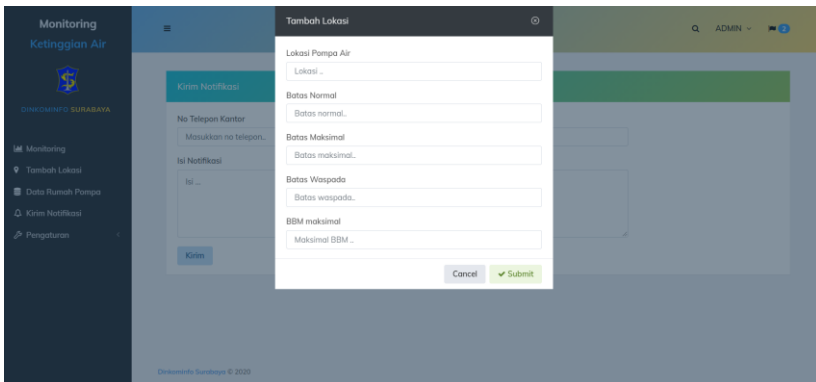 Monitoring
Ketinggian Air
DINKOMINFO SURABAYA
Monitoring
Tambah Lokasi
Data Rumah Pompa
Kirim Notifikasi
Pengaturan
ADMIN
2
Kirim Notifikasi
No Telepon Kantor
Masukkan no telepon..
Isi Notifikasi
Isi ...
Kirim
Tambah Lokasi
Lokasi Pompa Air
Lokasi ..
Batas Normal
Batas normal..
Batas Maksimal
Batas maksimal..
Batas Waspada
Batas waspada..
BBM maksimal
Maksimal BBM ..
Cancel
Submit
Dinkominfo Surabaya © 2020